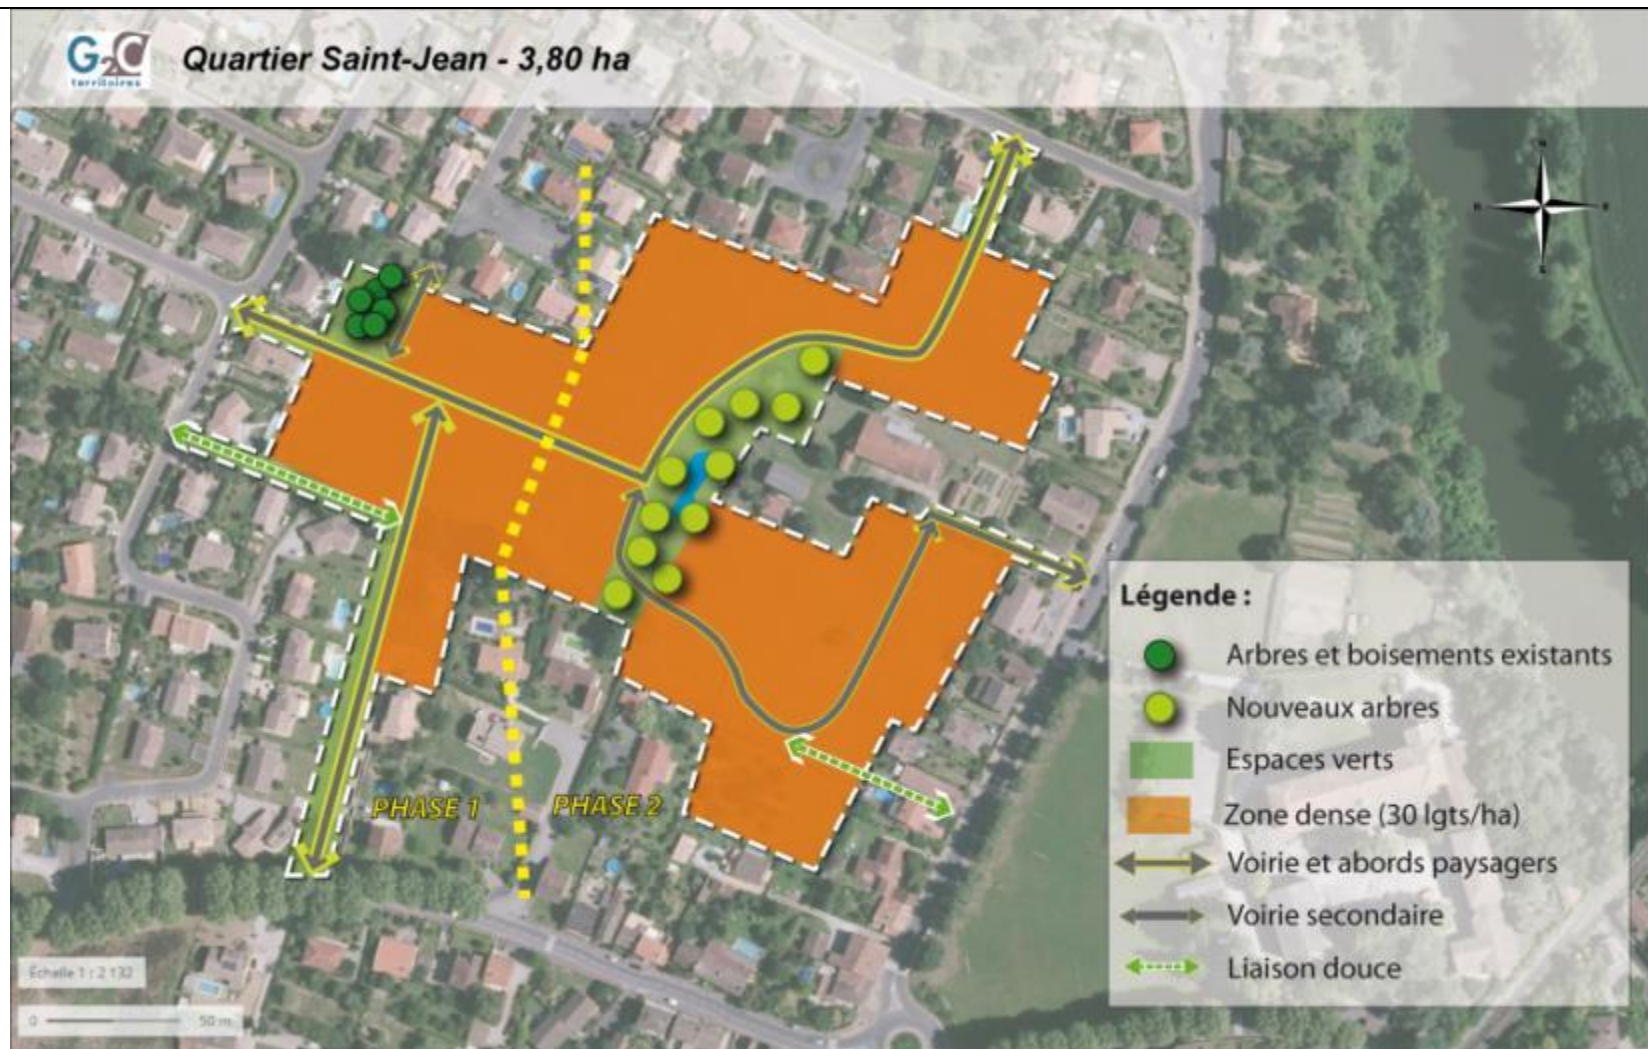 G2C
territoires
Quartier Saint-Jean - 3,80 ha
N
S
PHASE 1
PHASE 2
Légende :
Arbres et boisements existants
Nouveaux arbres
Espaces verts
Zone dense (30 lgts/ha)
Voirie et abords paysagers
Voirie secondaire
Liaison douce
Échelle 1 : 2 132
0
50 m